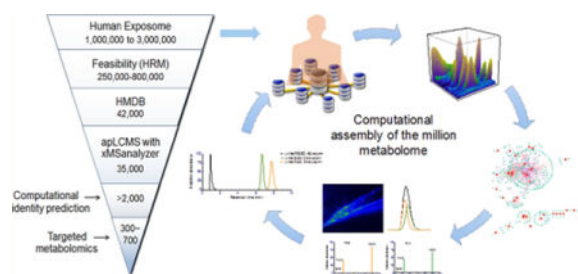 Human Exposome
1,000,000 to 3,000,000
Feasibility (HRM)
250,000-800,000
HMDB
42,000
apLCMS with
xMSanalyzer
35,000
Computational
identity prediction
>2,000
Targeted
metabolomics
300~
700
Computational
assembly of the million
metabolome